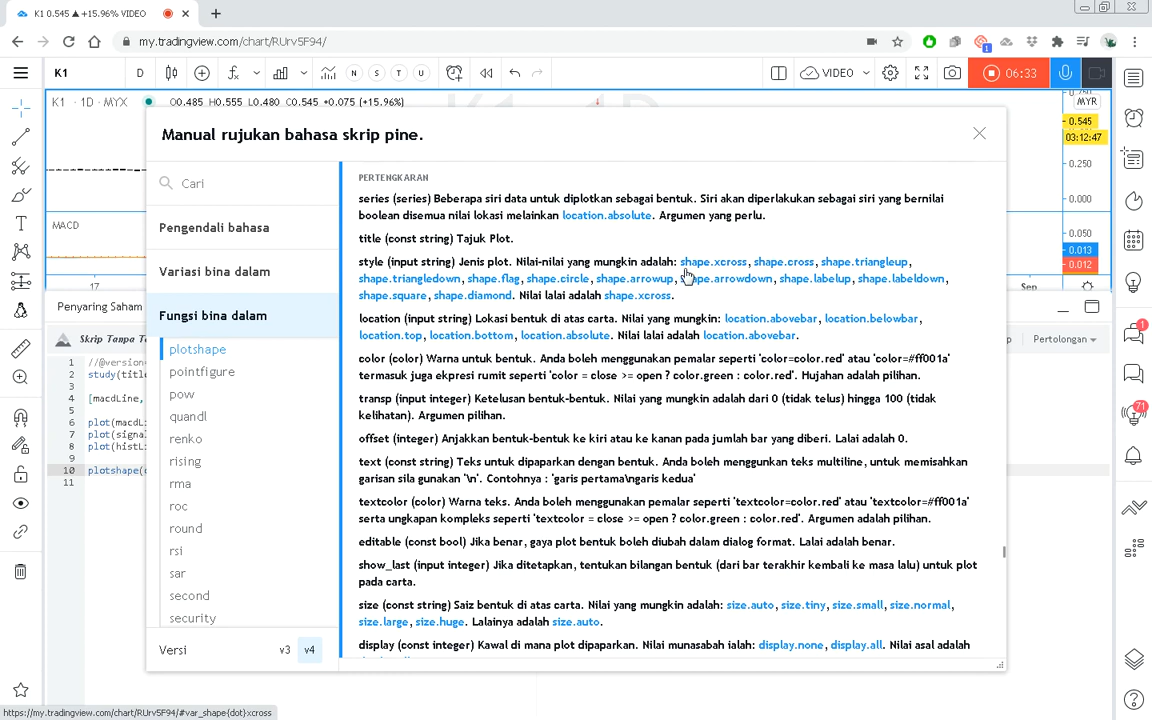 K1 0.545 ▲ +15.96% VIDEO
my.tradingview.com/chart/RUrv5F94/
1
K1
D
N S T U
VIDEO
06:33
K1 · 1D · MYX
O0.485 H0.555 L0.480 C0.545 +0.075 (+15.96%)
MYR
0.545
03:12:47
0.250
0.000
0.050
0.013
0.012
MACD
17
Sep
Manual rujukan bahasa skrip pine.
Cari
Pengendali bahasa
Variasi bina dalam
Fungsi bina dalam
plotshape
pointfigure
pow
quandl
renko
rising
rma
roc
round
rsi
sar
second
security
Versi v3 v4
PERTENGKARAN
series (series) Beberapa siri data untuk diplotkan sebagai bentuk. Siri akan diperlakukan sebagai siri yang bernilai
boolean disemua nilai lokasi melainkan location.absolute. Argumen yang perlu.
title (const string) Tajuk Plot.
style (input string) Jenis plot. Nilai-nilai yang mungkin adalah: shape.xcross, shape.cross, shape.triangleup,
shape.triangledown, shape.flag, shape.circle, shape.arrowup, shape.arrowdown, shape.labelup, shape.labeldown,
shape.square, shape.diamond. Nilai lalai adalah shape.xcross.
location (input string) Lokasi bentuk di atas carta. Nilai yang mungkin: location.abovebar, location.belowbar,
location.top, location.bottom, location.absolute. Nilai lalai adalah location.abovebar.
color (color) Warna untuk bentuk. Anda boleh menggunakan pemalar seperti 'color=color.red' atau 'color=#ff001a'
termasuk juga ekpresi rumit seperti 'color = close >= open ? color.green : color.red'. Hujahan adalah pilihan.
transp (input integer) Ketelusan bentuk-bentuk. Nilai yang mungkin adalah dari 0 (tidak telus) hingga 100 (tidak
kelihatan). Argumen pilihan.
offset (integer) Anjakkan bentuk-bentuk ke kiri atau ke kanan pada jumlah bar yang diberi. Lalai adalah 0.
text (const string) Teks untuk dipaparkan dengan bentuk. Anda boleh menggunkan teks multiline, untuk memisahkan
garisan sila gunakan '\n'. Contohnya : 'garis pertama\ngaris kedua'
textcolor (color) Warna teks. Anda boleh menggunakan pemalar seperti 'textcolor=color.red' atau 'textcolor=#ff001a'
serta ungkapan kompleks seperti 'textcolor = close >= open ? color.green : color.red'. Argumen adalah pilihan.
editable (const bool) Jika benar, gaya plot bentuk boleh diubah dalam dialog format. Lalai adalah benar.
show_last (input integer) Jika ditetapkan, tentukan bilangan bentuk (dari bar terakhir kembali ke masa lalu) untuk plot
pada carta.
size (const string) Saiz bentuk di atas carta. Nilai yang mungkin adalah: size.auto, size.tiny, size.small, size.normal,
size.large, size.huge. Lalainya adalah size.auto.
display (const integer) Kawal di mana plot dipaparkan. Nilai munasabah ialah: display.none, display.all. Nilai asal adalah
Penyaring Saham
Skrip Tanpa T
Pertolongan
1 //@version=
2 study(title
3
4 [macdLine,
5
6 plot(macdLi
7 plot(signal
8 plot(histLi
9
10 plotshape(c
11
1
71
https://my.tradingview.com/chart/RUrv5F94/#var_shape{dot}xcross